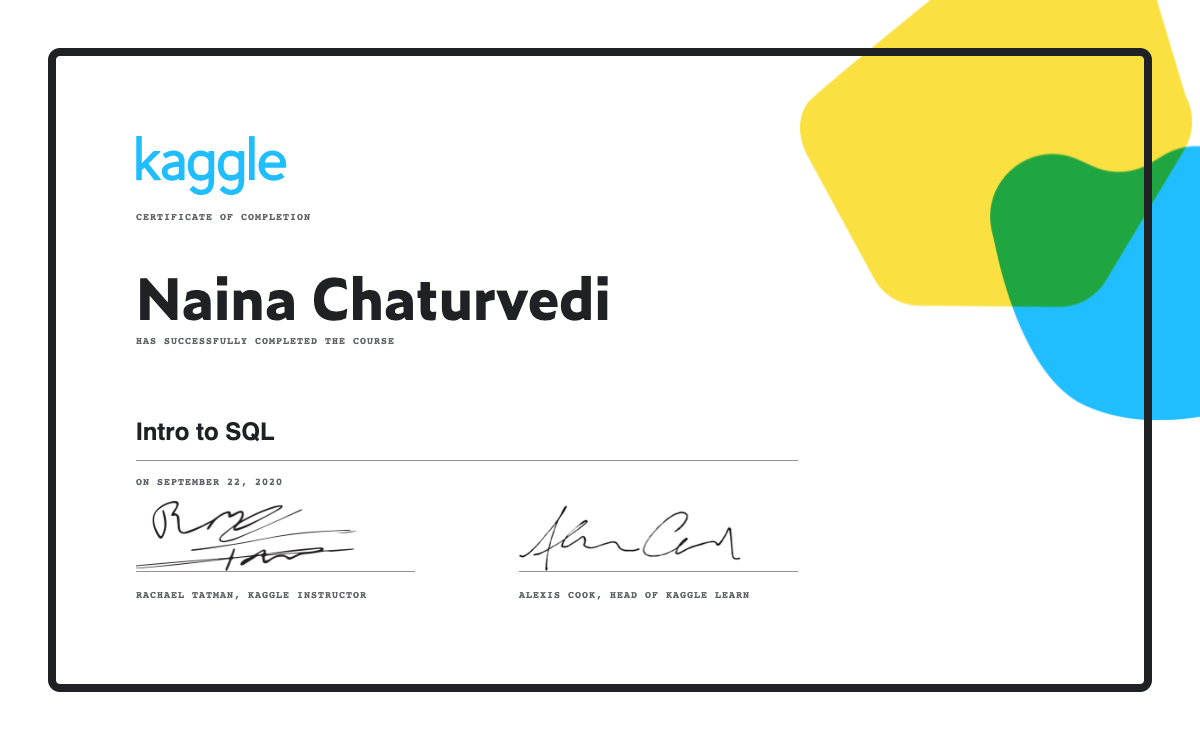 kaggle
CERTIFICATE OF COMPLETION
Naina Chaturvedi
HAS SUCCESSFULLY COMPLETED THE COURSE
Intro to SQL
ON SEPTEMBER 22, 2020
RACHAEL TATMAN, KAGGLE INSTRUCTOR
ALEXIS COOK, HEAD OF KAGGLE LEARN